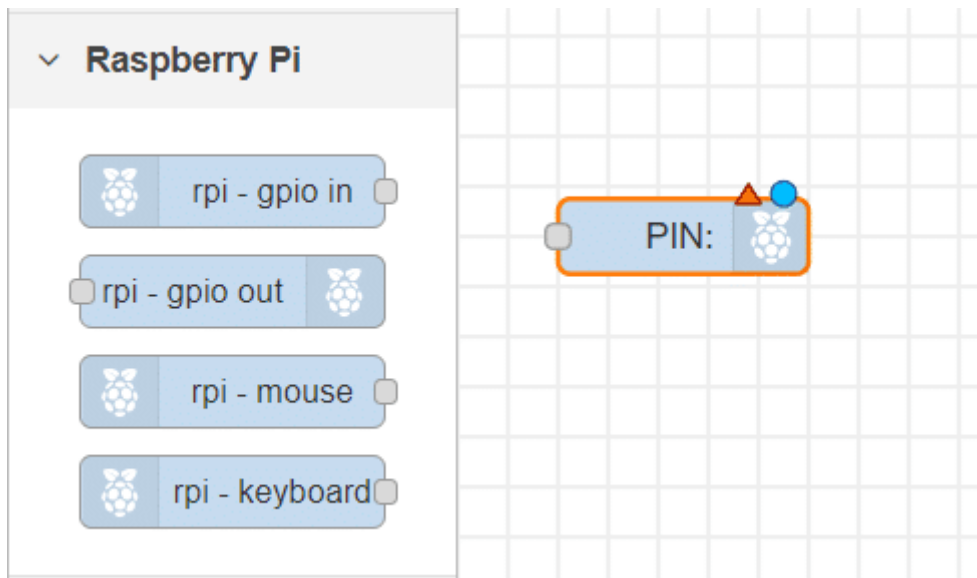 Raspberry Pi
rpi - gpio in
rpi - gpio out
rpi - mouse
rpi - keyboard
PIN: